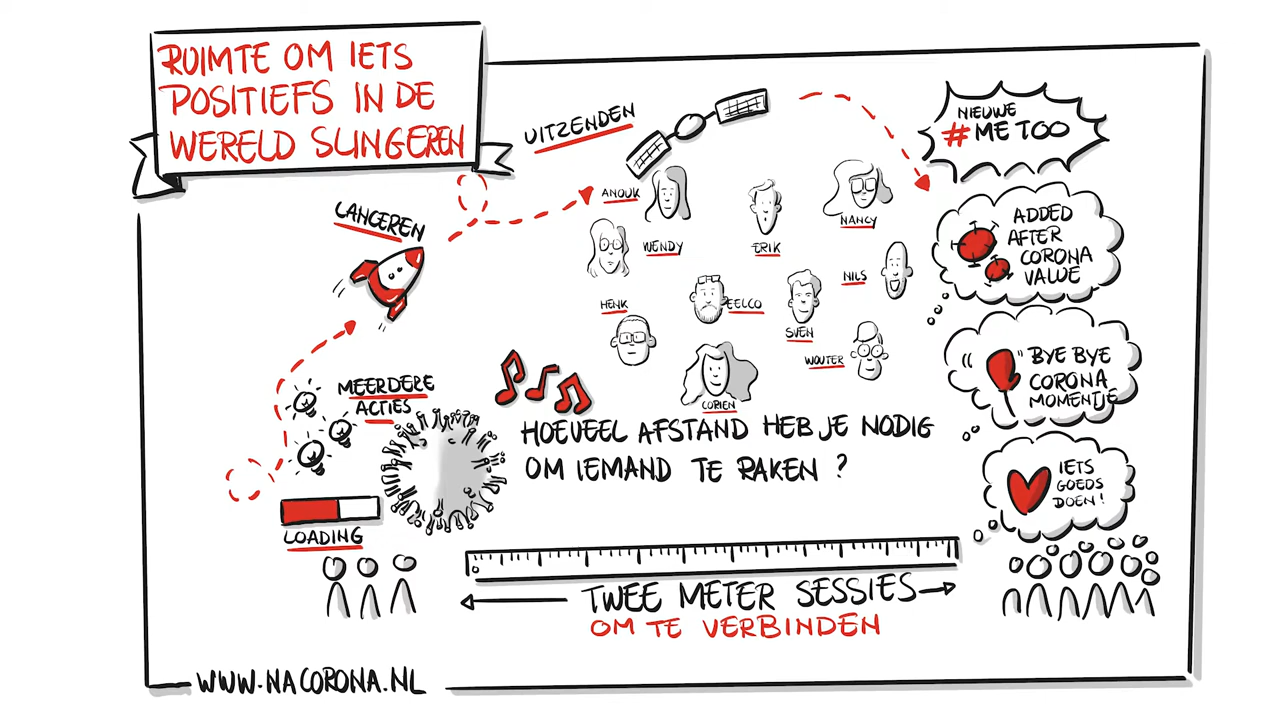 RUIMTE OM IETS
POSITIEFS IN DE
WERELD SLINGEREN
UITZENDEN
NIEUWE
#METOO
LANCEREN
ANOUK
WENDY
ERIK
NANCY
NILS
HENK
EELCO
SVEN
WOUTER
CORIEN
ADDED
AFTER
CORONA
VALUE
BYE BYE
CORONA
MOMENTJE
MEERDERE
ACTIES
HOEVEEL AFSTAND HEB JE NODIG
OM IEMAND TE RAKEN ?
IETS
GOEDS
DOEN!
LOADING
0
TWEE METER SESSIES
OM TE VERBINDEN
WWW.NACORONA.NL